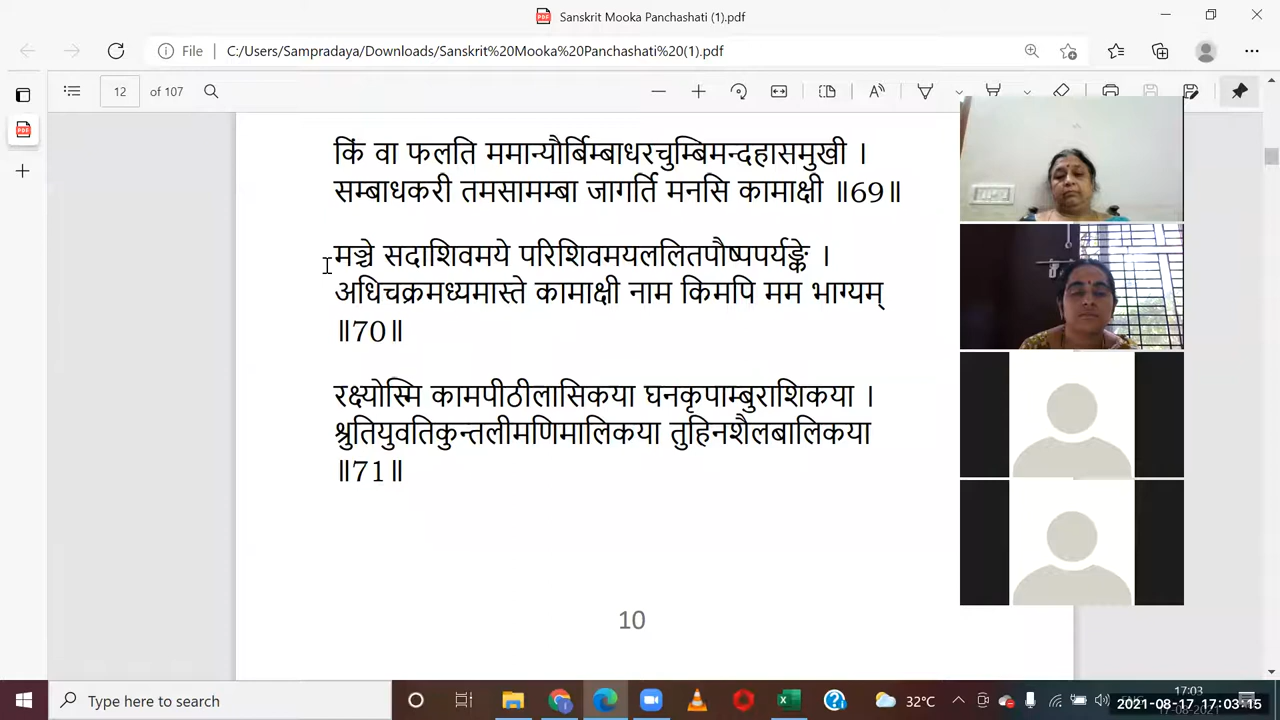 Sanskrit Mooka Panchashati (1).pdf
File C:/Users/Sampradaya/Downloads/Sanskrit%20Mooka%20Panchashati%20(1).pdf
12 of 107
किं वा फलति ममान्यौर्बिम्बाधरचुम्बिमन्दहासमुखी ।
सम्बाधकरी तमसामम्बा जागर्ति मनसि कामाक्षी ॥69॥
मञ्चे सदाशिवमये परिशिवमयललितपौष्पपर्यङ्के ।
अधिचक्रमध्यमास्ते कामाक्षी नाम किमपि मम भाग्यम्
॥70॥
रक्ष्योस्मि कामपीठीलासिकया घनकृपाम्बुराशिकया ।
श्रुतियुवतिकुन्तलीमणिमालिकया तुहिनशैलबालिकया
॥71॥
10
Type here to search
32°C
17:03
2021-08-17 17:03:15